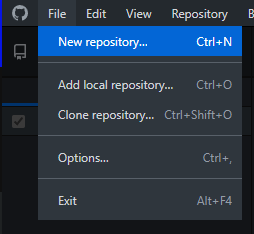 File Edit View Repository
New repository... Ctrl+N
Add local repository... Ctrl+O
Clone repository... Ctrl+Shift+O
Options... Ctrl+,
Exit Alt+F4